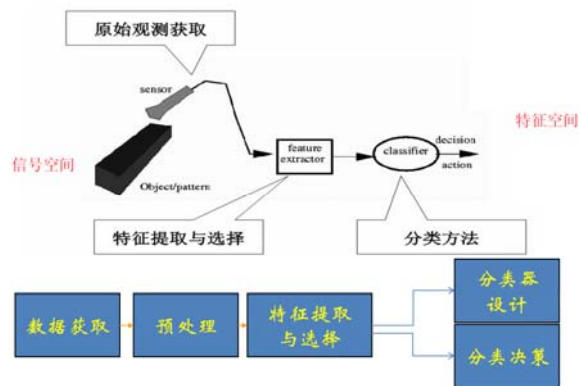 原始观测获取
sensor
特征空间
feature
extractor
classifier
decision
action
信号空间
Object/pattern
特征提取与选择
分类方法
数据获取
预处理
特征提取
与选择
分类器
设计
分类决策